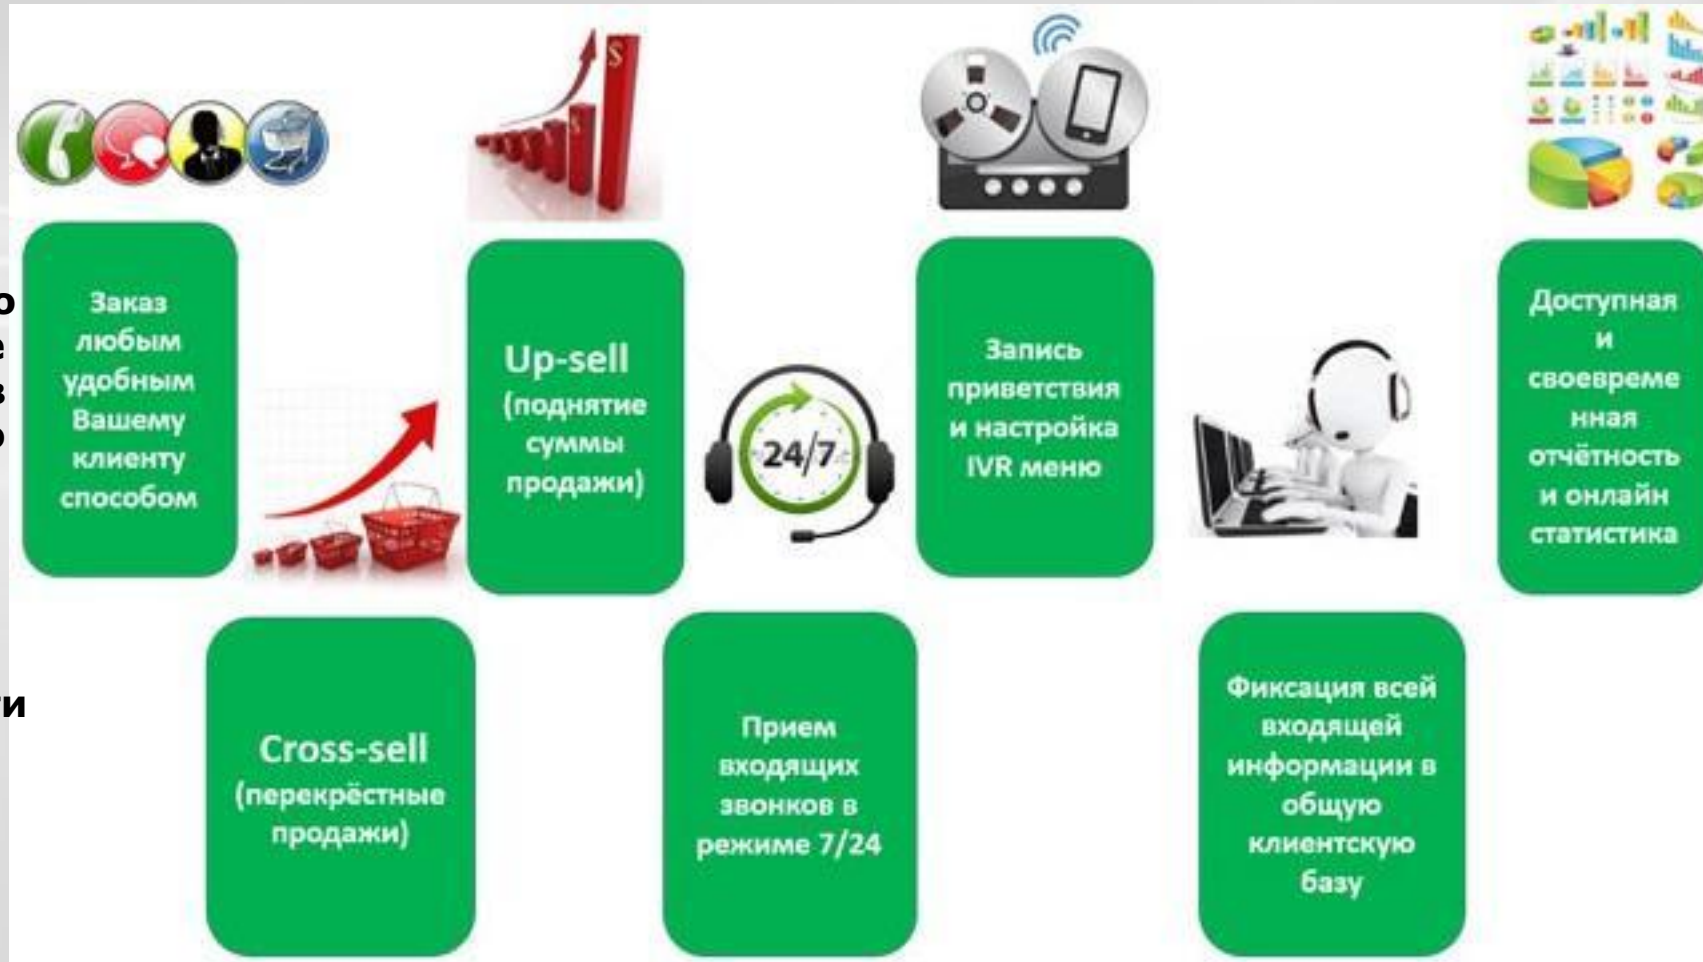 Заказ
любым
удобным
Вашему
клиенту
способом
Cross-sell
(перекрёстные
продажи)
Up-sell
(поднятие
суммы
продажи)
24/7
Прием
входящих
звонков в
режиме 7/24
Запись
приветствия
и настройка
IVR меню
Фиксация всей
входящей
информации в
общую
клиентскую
базу
Доступная
и
своевреме
нная
отчётность
и онлайн
статистика